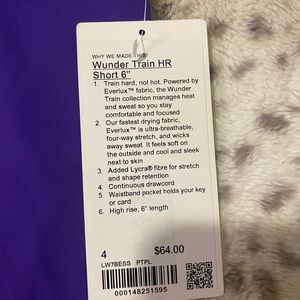 WHY WE MADE THIS
Wunder Train HR
Short 6"
1. Train hard, not hot. Powered by
Everlux™ fabric, the Wunder
Train collection manages heat
and sweat so you stay
comfortable and focused
2. Our fastest drying fabric,
Everlux™ is ultra-breathable,
four-way stretch, and wicks
away sweat. It feels soft on
the outside and cool and sleek
next to skin
3. Added Lycra® fibre for stretch
and shape retention
4. Continuous drawcord
5. Waistband pocket holds your key
or card
6. High rise, 6" length
4 $64.00
LW7BESS PTPL
000148251595